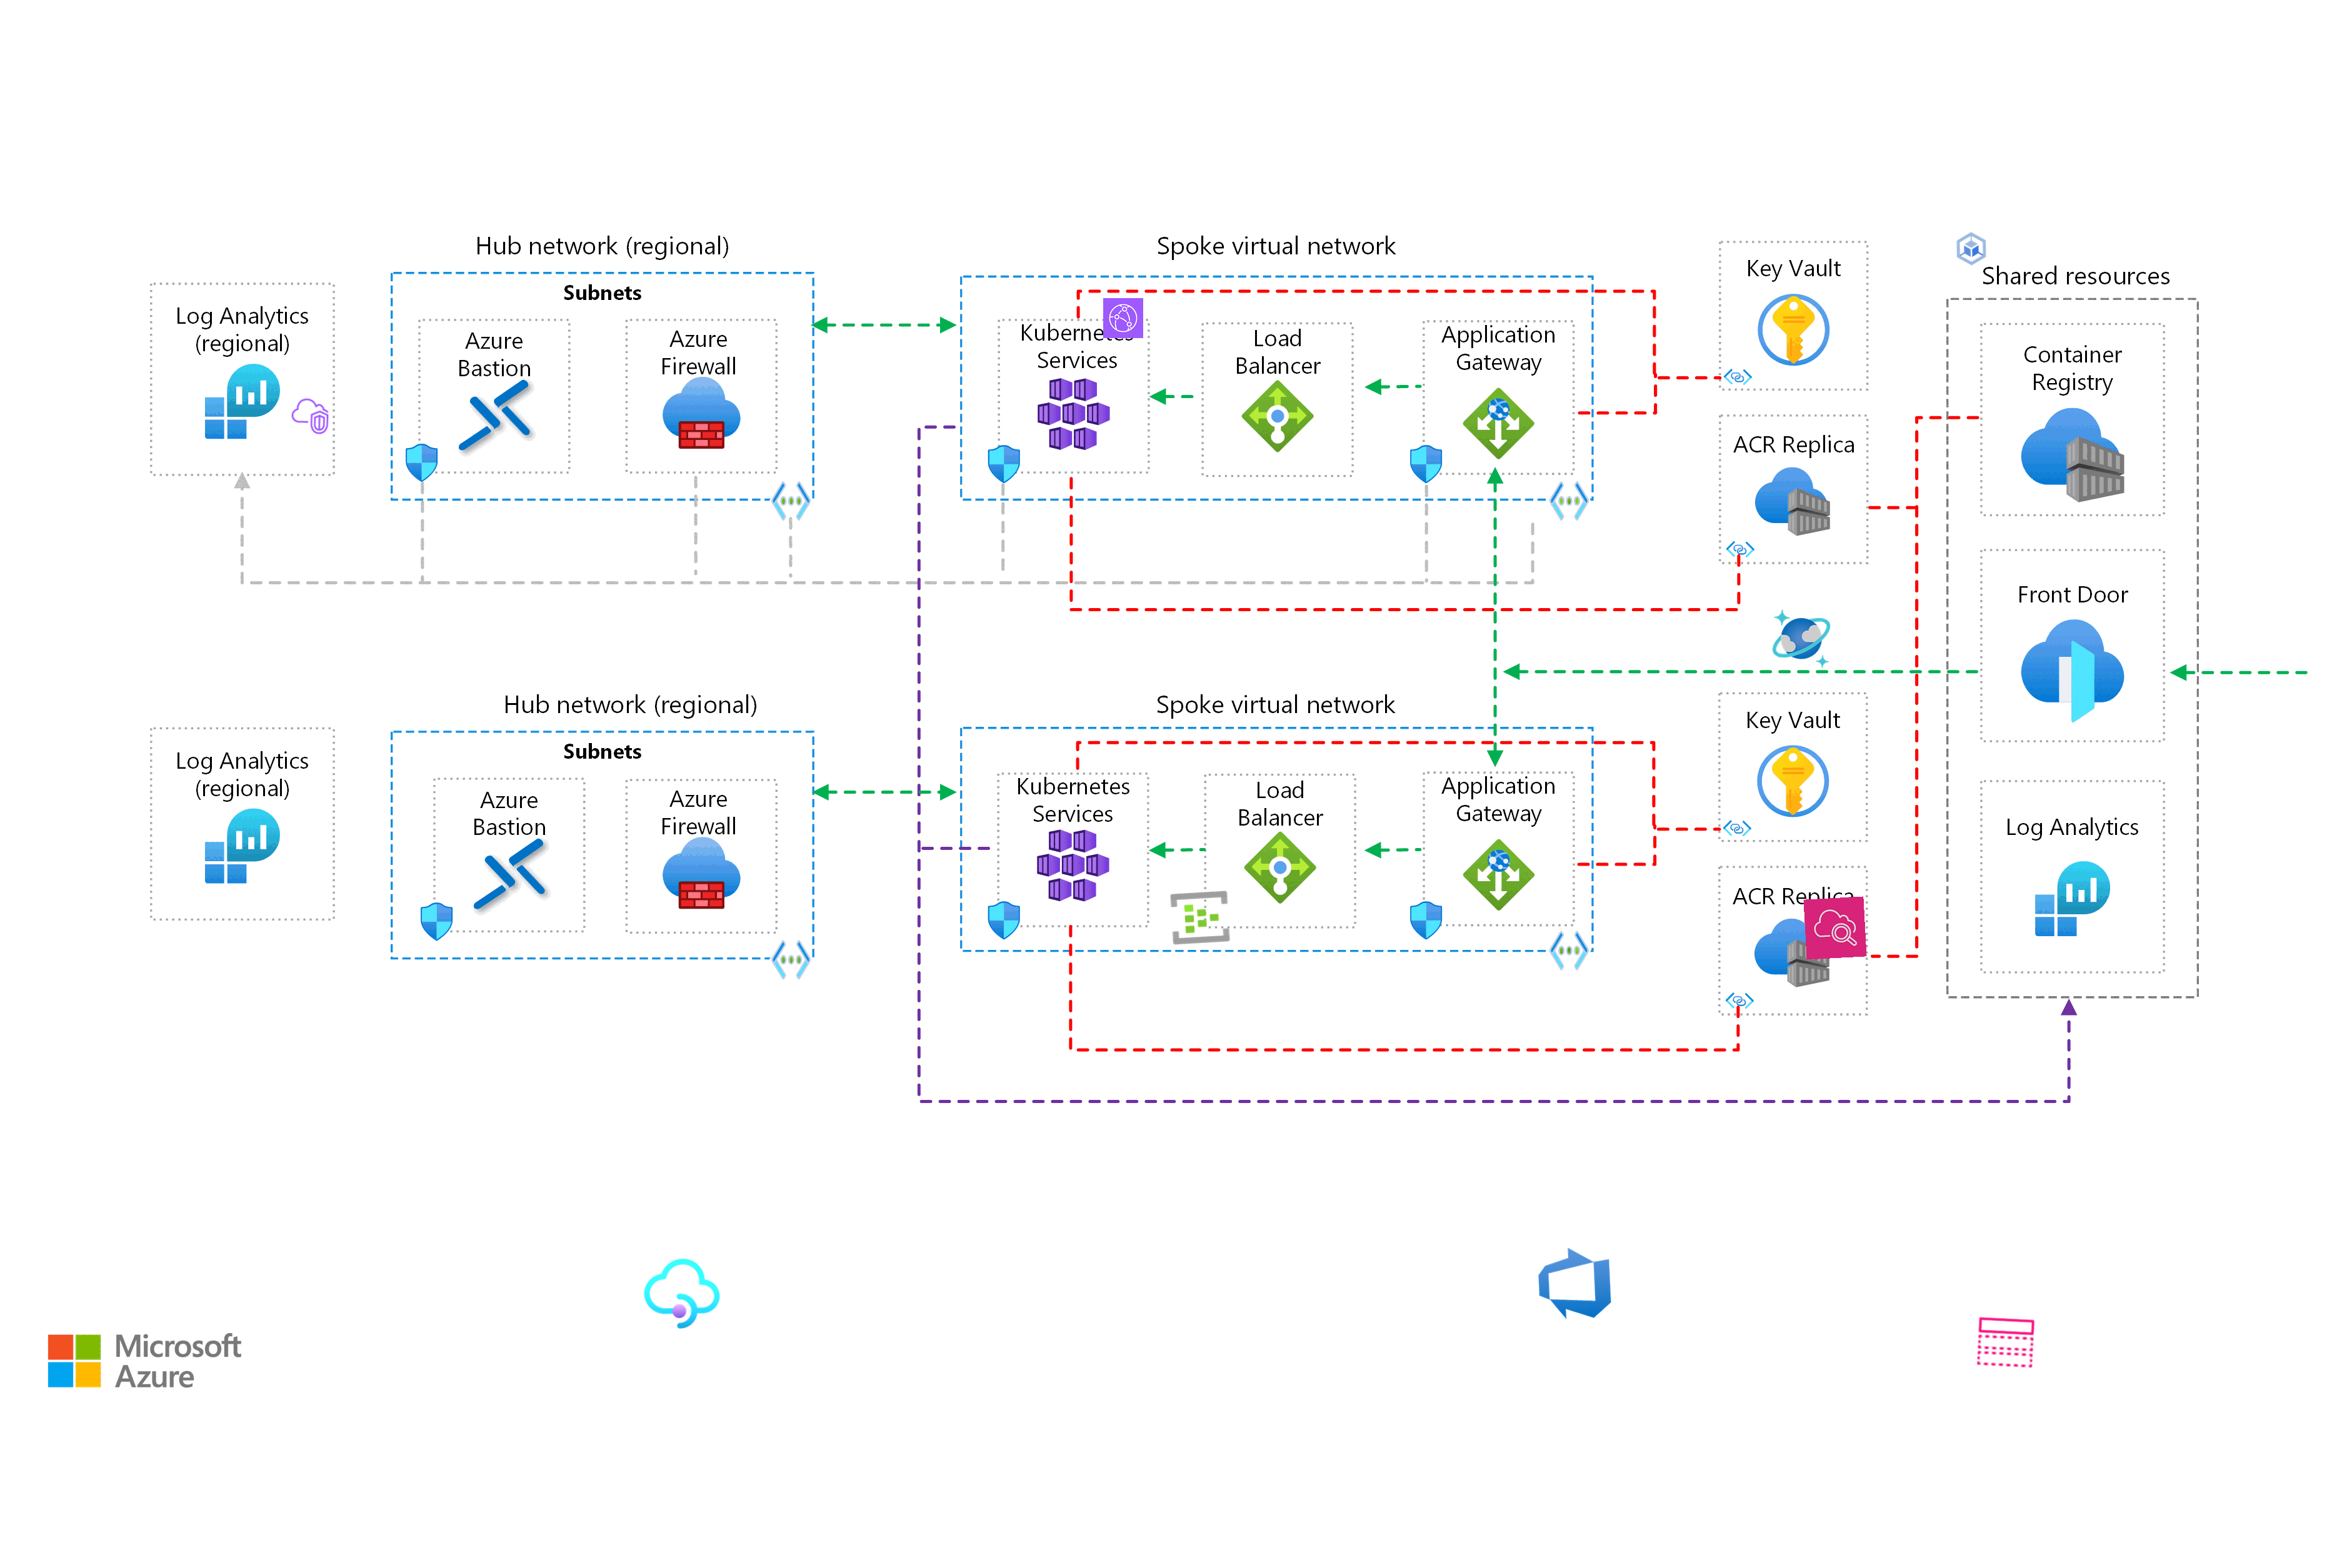 Hub network (regional)
Spoke virtual network
Key Vault
Shared resources
Log Analytics
(regional)
Subnets
Azure
Bastion
Azure
Firewall
Kubernetes
Services
Load
Balancer
Application
Gateway
Container
Registry
ACR Replica
Front Door
Hub network (regional)
Spoke virtual network
Key Vault
Log Analytics
(regional)
Subnets
Azure
Bastion
Azure
Firewall
Kubernetes
Services
Load
Balancer
Application
Gateway
Log Analytics
ACR Replica
Microsoft
Azure